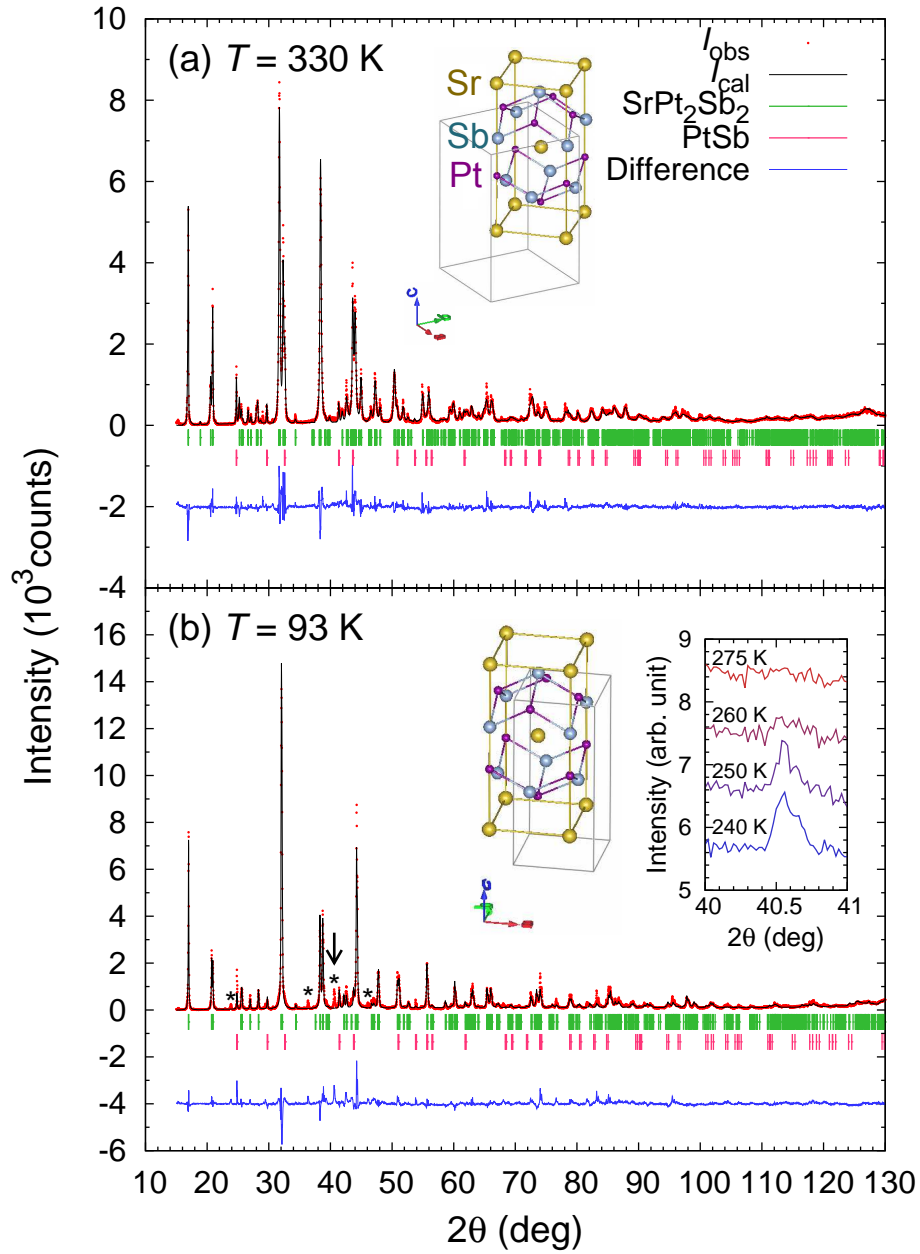 10
8
6
4
2
0
-2
-4
(a) T = 330 K
Sr
Sb
Pt
c
I_obs
I_cal
SrPt₂Sb₂
PtSb
Difference
Intensity (10³counts)
16
14
12
10
8
6
4
2
0
-2
-4
-6
(b) T = 93 K
*
*
*
*
275 K
260 K
250 K
240 K
Intensity (arb. unit)
9
8
7
6
5
40 40.5 41
2θ (deg)
10 20 30 40 50 60 70 80 90 100 110 120 130
2θ (deg)